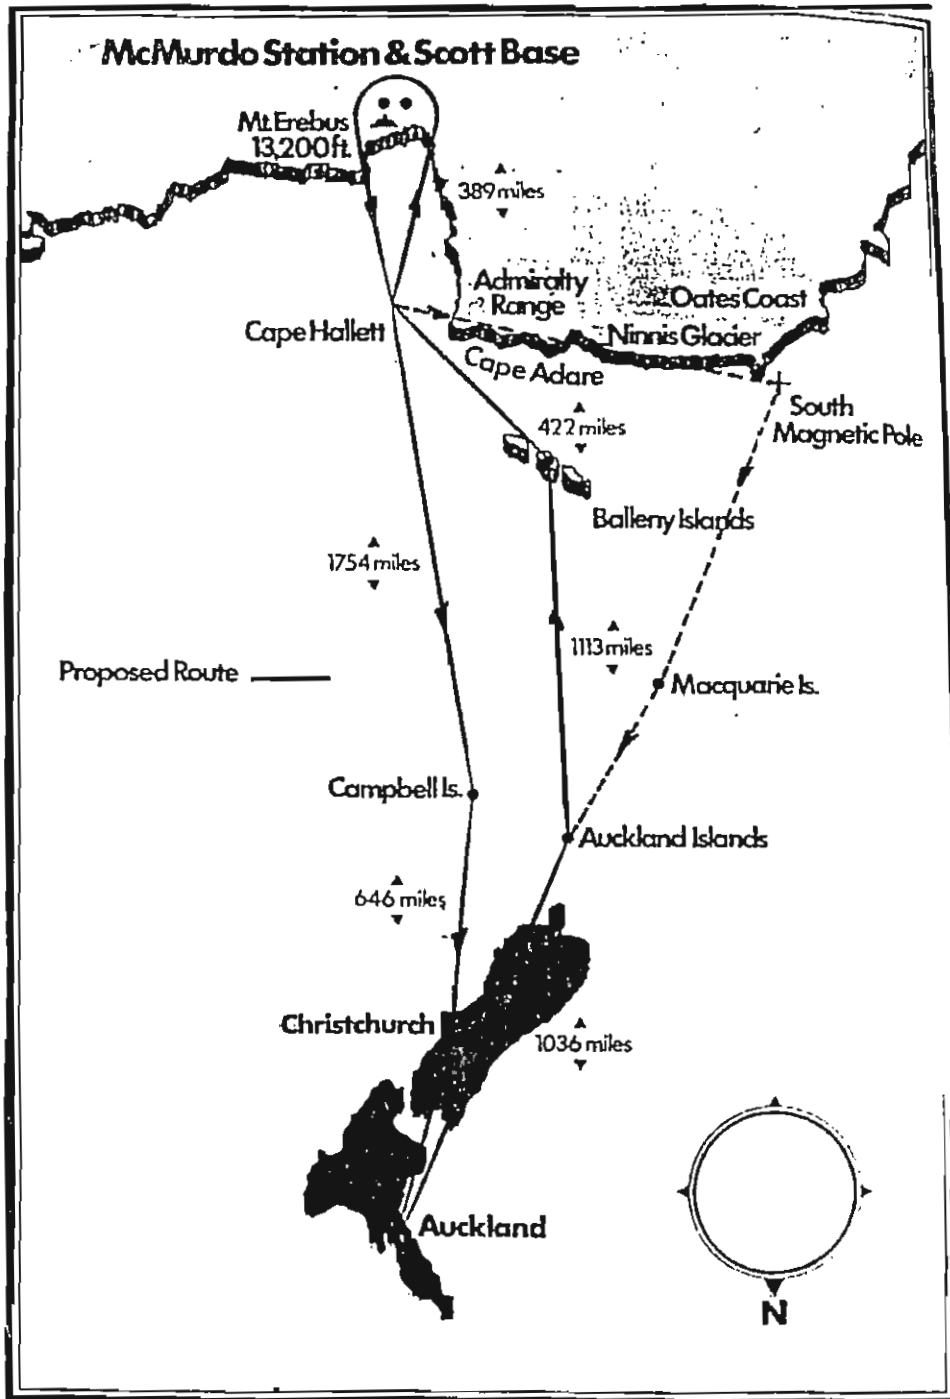 McMurdo Station & Scott Base
Mt. Erebus
13,200 ft.
389 miles
Admiralty
Range
Oates Coast
Cape Hallett
Ninnis Glacier
Cape Adare
South
Magnetic Pole
422 miles
Balleny Islands
1754 miles
1113 miles
Proposed Route
Macquarie Is.
Campbell Is.
Auckland Islands
646 miles
Christchurch
1036 miles
Auckland
N